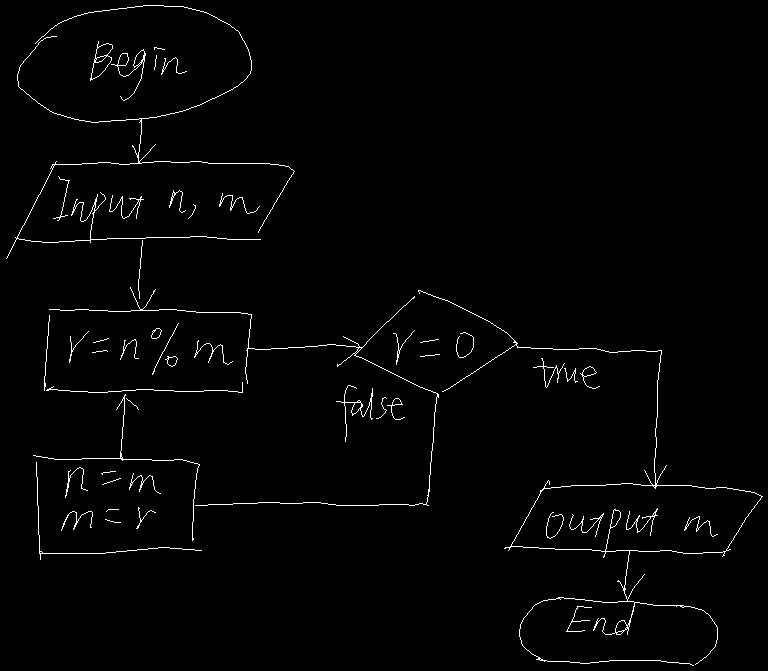 Begin
Input n, m
r=n%m
r=0
true
false
n=m
m=r
output m
End